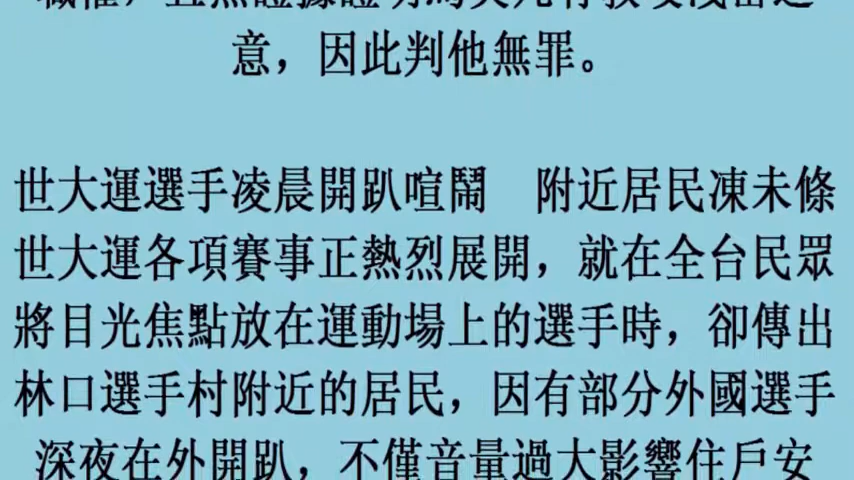 意，因此判他無罪。
世大運選手凌晨開趴喧鬧　附近居民凍未條
世大運各項賽事正熱烈展開，就在全台民眾
將目光焦點放在運動場上的選手時，卻傳出
林口選手村附近的居民，因有部分外國選手
深夜在外開趴，不僅音量過大影響住戶安